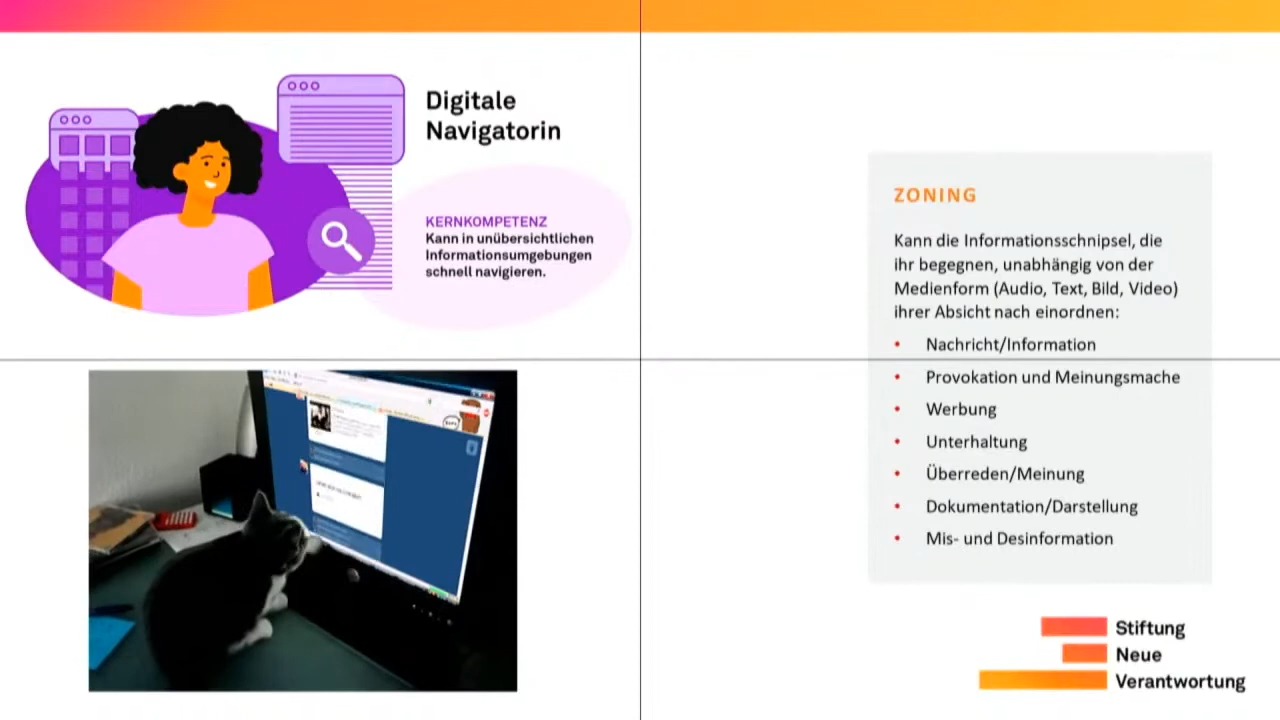 Digitale
Navigatorin
KERNKOMPETENZ
Kann in unübersichtlichen
Informationsumgebungen
schnell navigieren.
ZONING
Kann die Informationsschnipsel, die
ihr begegnen, unabhängig von der
Medienform (Audio, Text, Bild, Video)
ihrer Absicht nach einordnen:
• Nachricht/Information
• Provokation und Meinungsmache
• Werbung
• Unterhaltung
• Überreden/Meinung
• Dokumentation/Darstellung
• Mis- und Desinformation
Stiftung
Neue
Verantwortung